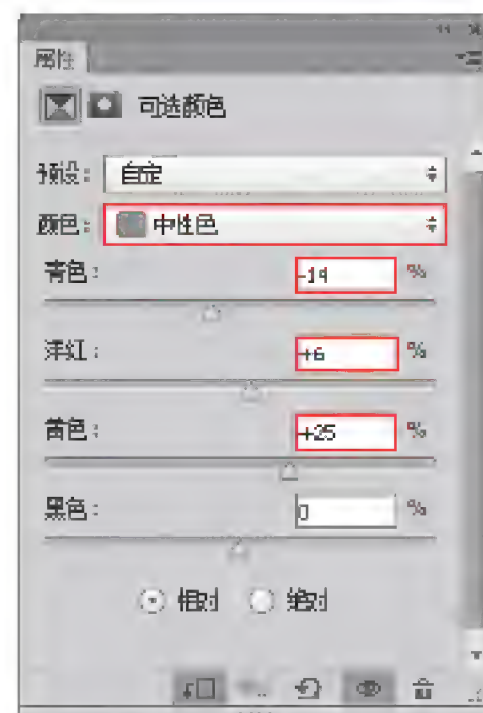 属性
可选颜色
预设: 自定
颜色: 中性色
青色: -14 %
洋红: +6 %
黄色: +25 %
黑色: 0 %
相对 绝对